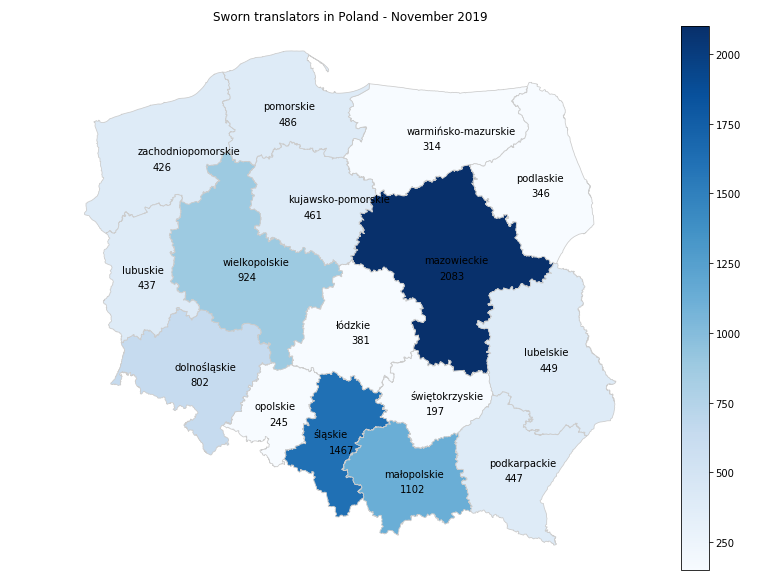 Sworn translators in Poland - November 2019
pomorskie
486
warmińsko-mazurskie
314
zachodniopomorskie
426
podlaskie
346
kujawsko-pomorskie
461
mazowieckie
2083
wielkopolskie
924
lubuskie
437
łódzkie
381
lubelskie
449
dolnośląskie
802
świętokrzyskie
197
opolskie
245
śląskie
1467
podkarpackie
447
małopolskie
1102
2000
1750
1500
1250
1000
750
500
250